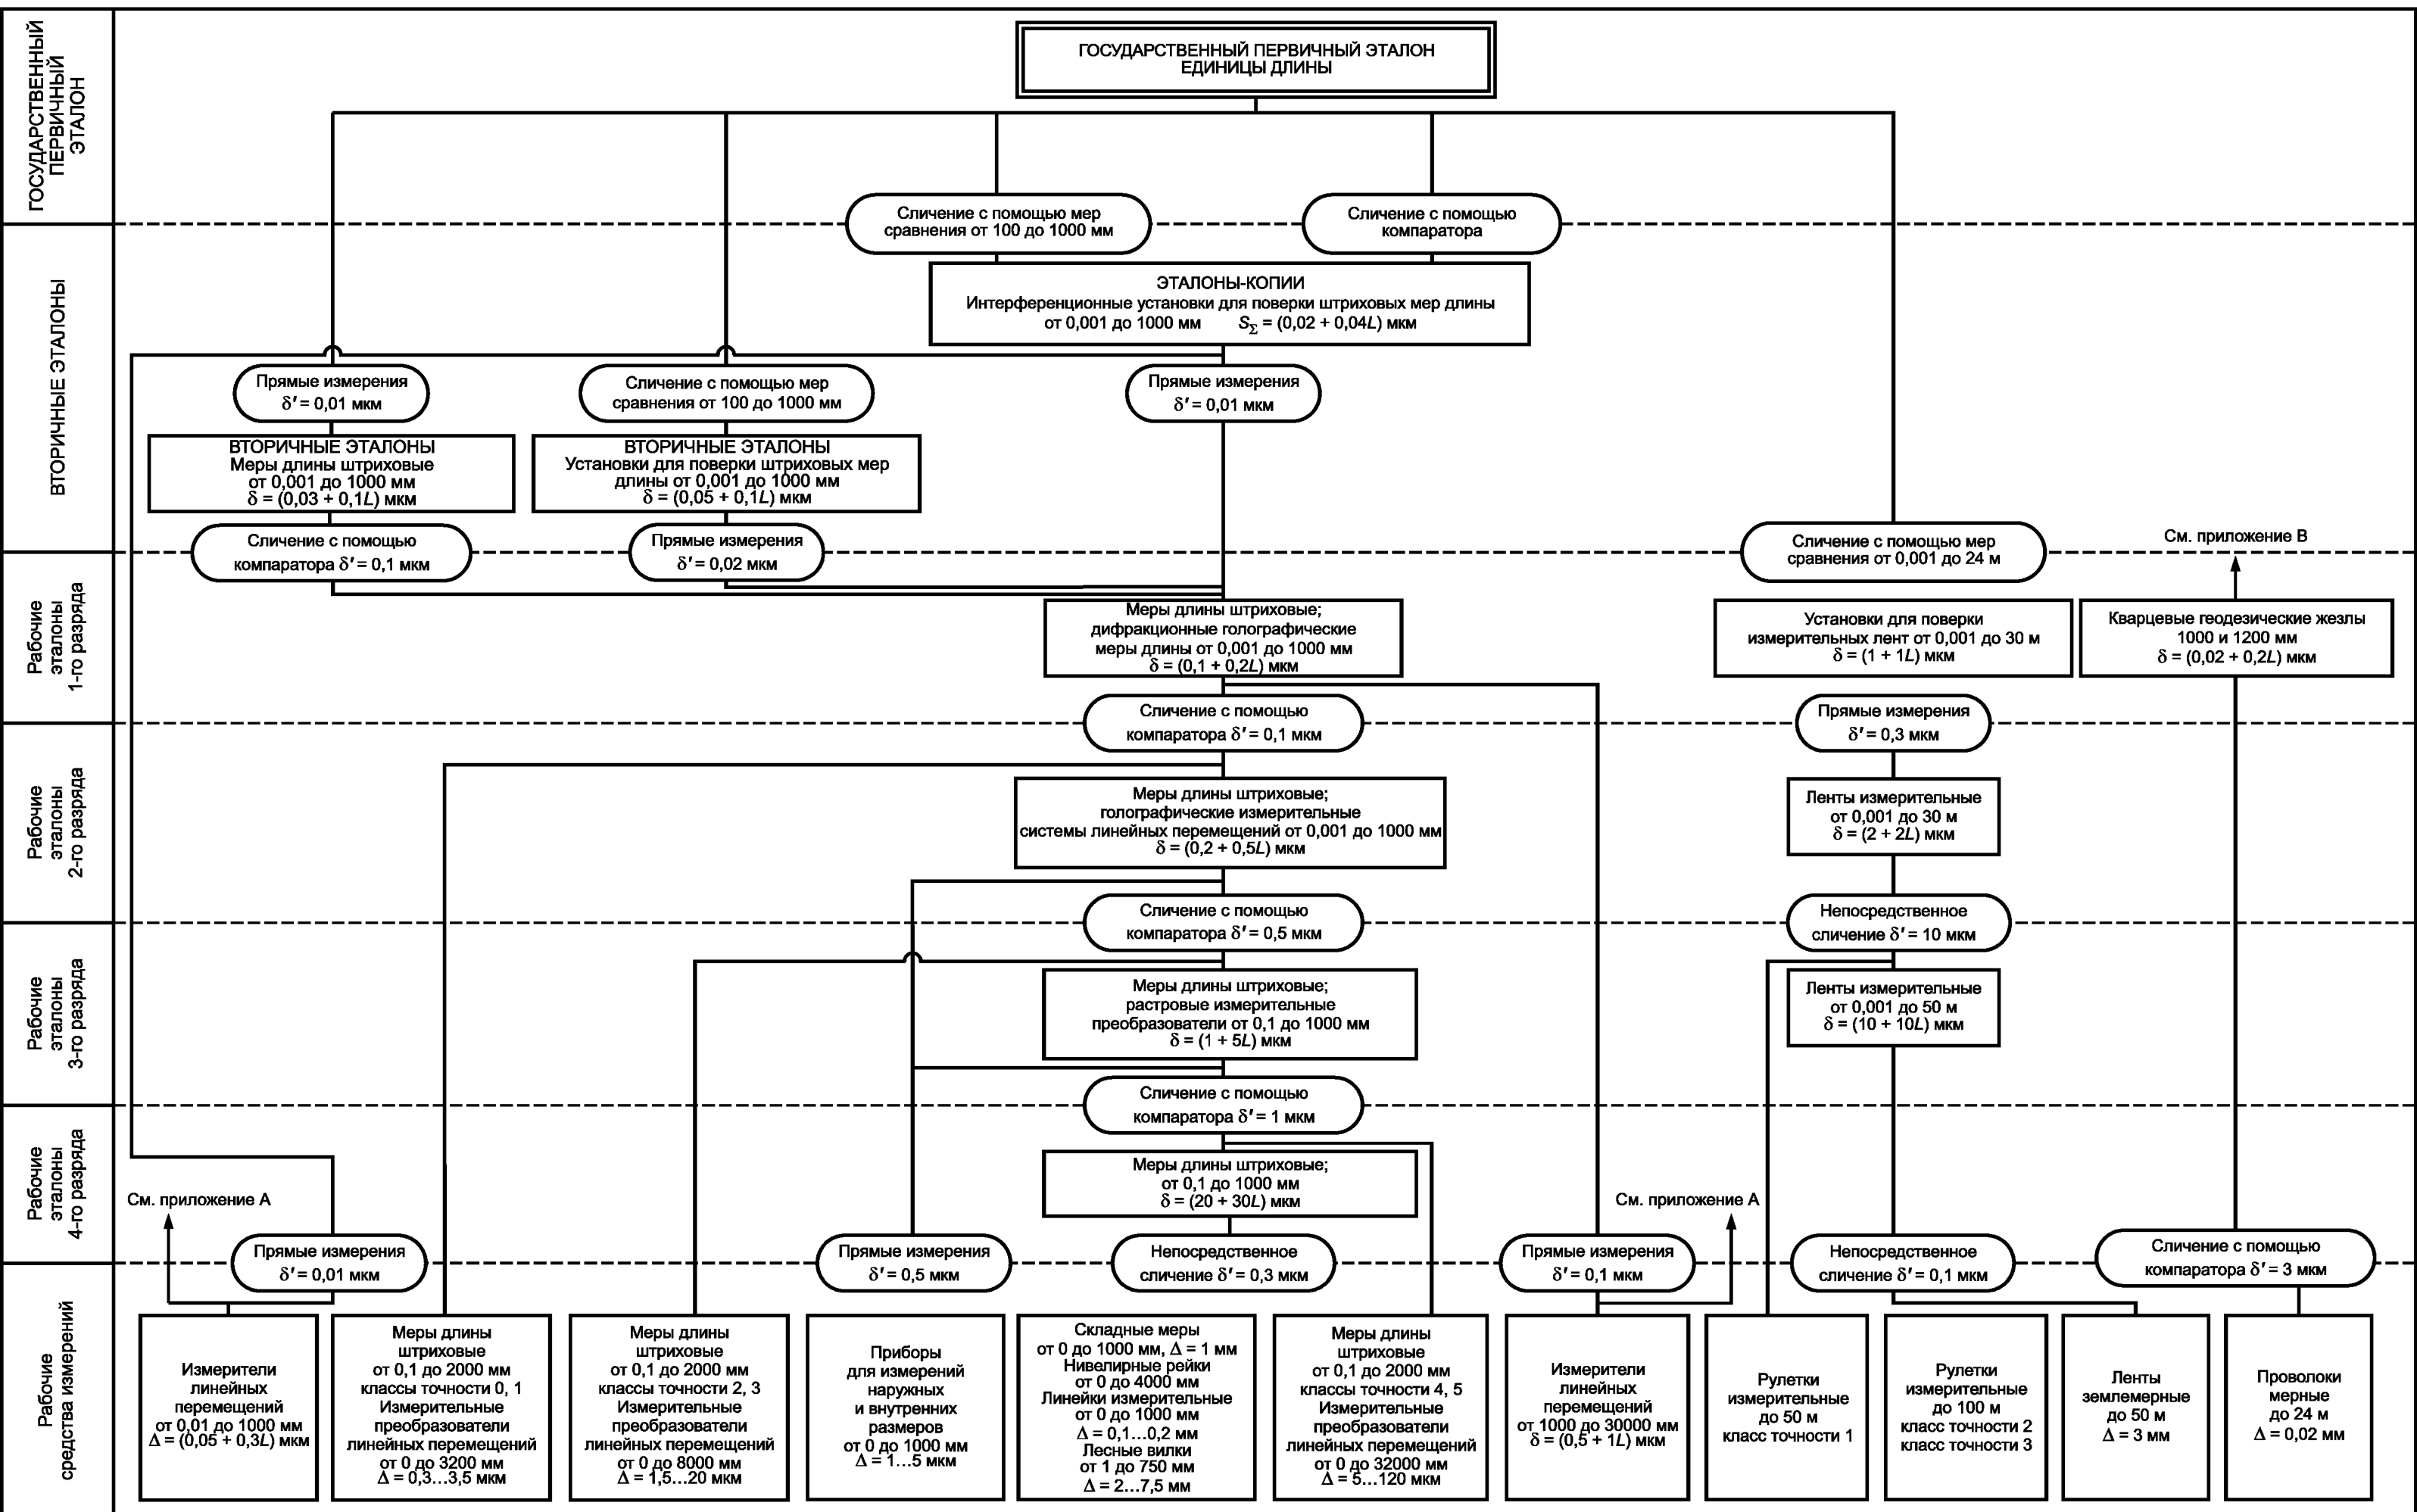 ГОСУДАРСТВЕННЫЙ
ПЕРВИЧНЫЙ
ЭТАЛОН
ГОСУДАРСТВЕННЫЙ ПЕРВИЧНЫЙ ЭТАЛОН
ЕДИНИЦЫ ДЛИНЫ
Сличение с помощью мер
сравнения от 100 до 1000 мм
Сличение с помощью
компаратора
ВТОРИЧНЫЕ ЭТАЛОНЫ
ЭТАЛОНЫ-КОПИИ
Интерференционные установки для поверки штриховых мер длины
от 0,001 до 1000 мм S_Σ = (0,02 + 0,04L) мкм
Прямые измерения
δ′ = 0,01 мкм
Сличение с помощью мер
сравнения от 100 до 1000 мм
Прямые измерения
δ′ = 0,01 мкм
ВТОРИЧНЫЕ ЭТАЛОНЫ
Меры длины штриховые
от 0,001 до 1000 мм
δ = (0,03 + 0,1L) мкм
ВТОРИЧНЫЕ ЭТАЛОНЫ
Установки для поверки штриховых мер
длины от 0,001 до 1000 мм
δ = (0,05 + 0,1L) мкм
Сличение с помощью
компаратора δ′ = 0,1 мкм
Прямые измерения
δ′ = 0,02 мкм
Сличение с помощью мер
сравнения от 0,001 до 24 м
См. приложение В
Рабочие
эталоны
1-го разряда
Меры длины штриховые;
дифракционные голографические
меры длины от 0,001 до 1000 мм
δ = (0,1 + 0,2L) мкм
Установки для поверки
измерительных лент от 0,001 до 30 м
δ = (1 + 1L) мкм
Кварцевые геодезические жезлы
1000 и 1200 мм
δ = (0,02 + 0,2L) мкм
Сличение с помощью
компаратора δ′ = 0,1 мкм
Прямые измерения
δ′ = 0,3 мкм
Рабочие
эталоны
2-го разряда
Меры длины штриховые;
голографические измерительные
системы линейных перемещений от 0,001 до 1000 мм
δ = (0,2 + 0,5L) мкм
Ленты измерительные
от 0,001 до 30 м
δ = (2 + 2L) мкм
Сличение с помощью
компаратора δ′ = 0,5 мкм
Непосредственное
сличение δ′ = 10 мкм
Рабочие
эталоны
3-го разряда
Меры длины штриховые;
растровые измерительные
преобразователи от 0,1 до 1000 мм
δ = (1 + 5L) мкм
Ленты измерительные
от 0,001 до 50 м
δ = (10 + 10L) мкм
Сличение с помощью
компаратора δ′ = 1 мкм
Рабочие
эталоны
4-го разряда
Меры длины штриховые;
от 0,1 до 1000 мм
δ = (20 + 30L) мкм
См. приложение А
См. приложение А
Прямые измерения
δ′ = 0,01 мкм
Прямые измерения
δ′ = 0,5 мкм
Непосредственное
сличение δ′ = 0,3 мкм
Прямые измерения
δ′ = 0,1 мкм
Непосредственное
сличение δ′ = 0,1 мкм
Сличение с помощью
компаратора δ′ = 3 мкм
Рабочие
средства измерений
Измерители
линейных
перемещений
от 0,01 до 1000 мм
Δ = (0,05 + 0,3L) мкм
Меры длины
штриховые
от 0,1 до 2000 мм
классы точности 0, 1
Измерительные
преобразователи
линейных перемещений
от 0 до 3200 мм
Δ = 0,3...3,5 мкм
Меры длины
штриховые
от 0,1 до 2000 мм
классы точности 2, 3
Измерительные
преобразователи
линейных перемещений
от 0 до 8000 мм
Δ = 1,5...20 мкм
Приборы
для измерений
наружных
и внутренних
размеров
от 0 до 1000 мм
Δ = 1...5 мкм
Складные меры
от 0 до 1000 мм, Δ = 1 мм
Нивелирные рейки
от 0 до 4000 мм
Линейки измерительные
от 0 до 1000 мм
Δ = 0,1...0,2 мм
Лесные вилки
от 1 до 750 мм
Δ = 2...7,5 мм
Меры длины
штриховые
от 0,1 до 2000 мм
классы точности 4, 5
Измерительные
преобразователи
линейных перемещений
от 0 до 32000 мм
Δ = 5...120 мкм
Измерители
линейных
перемещений
от 1000 до 30000 мм
δ = (0,5 + 1L) мкм
Рулетки
измерительные
до 50 м
класс точности 1
Рулетки
измерительные
до 100 м
класс точности 2
класс точности 3
Ленты
землемерные
до 50 м
Δ = 3 мм
Проволоки
мерные
до 24 м
Δ = 0,02 мм